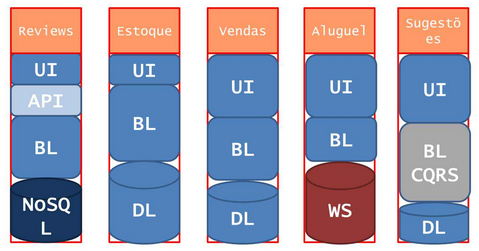 Reviews
UI
API
BL
NoSQ
L
Estoque
UI
BL
DL
Vendas
UI
BL
DL
Aluguel
UI
BL
WS
Sugestõ
es
UI
BL
CQRS
DL